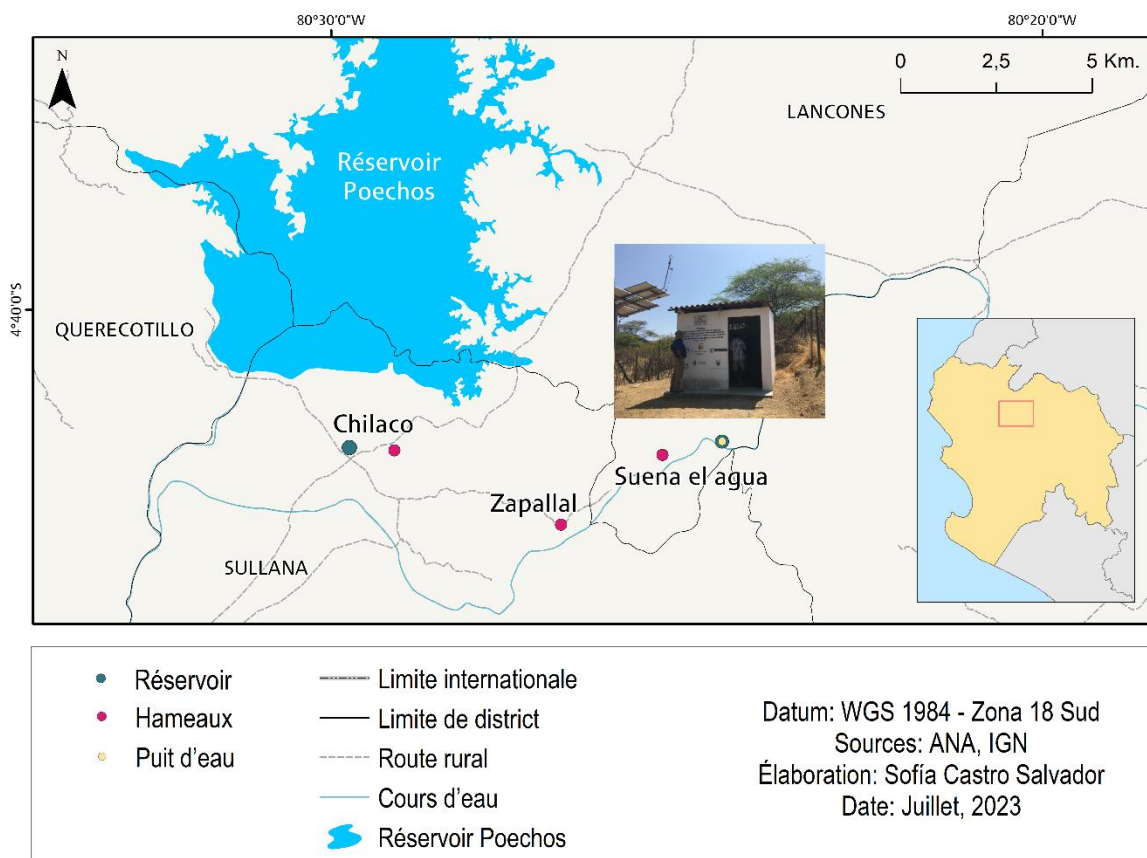 80°30'0"W
80°20'0"W
N
0 2,5 5 Km.
LANCONES
Réservoir
Poechos
4°40'0"S
QUERECOTILLO
Chilaco
Suena el agua
Zapallal
SULLANA
Réservoir
Hameaux
Puit d'eau
Limite internationale
Limite de district
Route rural
Cours d'eau
Réservoir Poechos
Datum: WGS 1984 - Zona 18 Sud
Sources: ANA, IGN
Élaboration: Sofía Castro Salvador
Date: Juillet, 2023